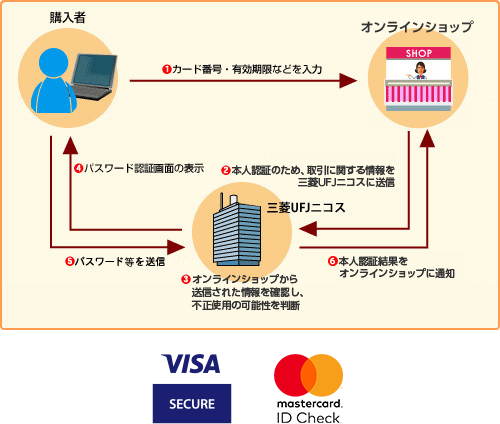 購入者
オンラインショップ
SHOP
❶カード番号・有効期限などを入力
❹パスワード認証画面の表示
❷本人認証のため、取引に関する情報を
三菱UFJニコスに送信
三菱UFJニコス
❺パスワード等を送信
❻本人認証結果を
オンラインショップに通知
❸オンラインショップから
送信された情報を確認し、
不正使用の可能性を判断
VISA
SECURE
mastercard.
ID Check